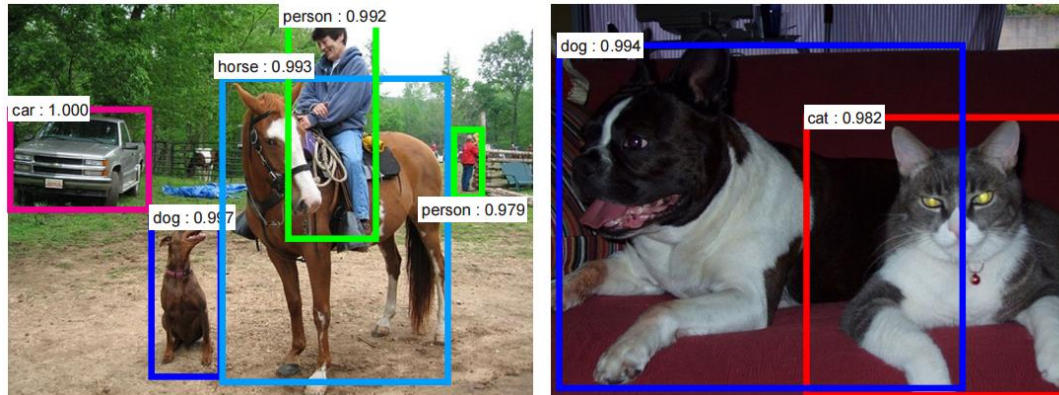 person : 0.992
horse : 0.993
car : 1.000
dog : 0.997
person : 0.979
dog : 0.994
cat : 0.982